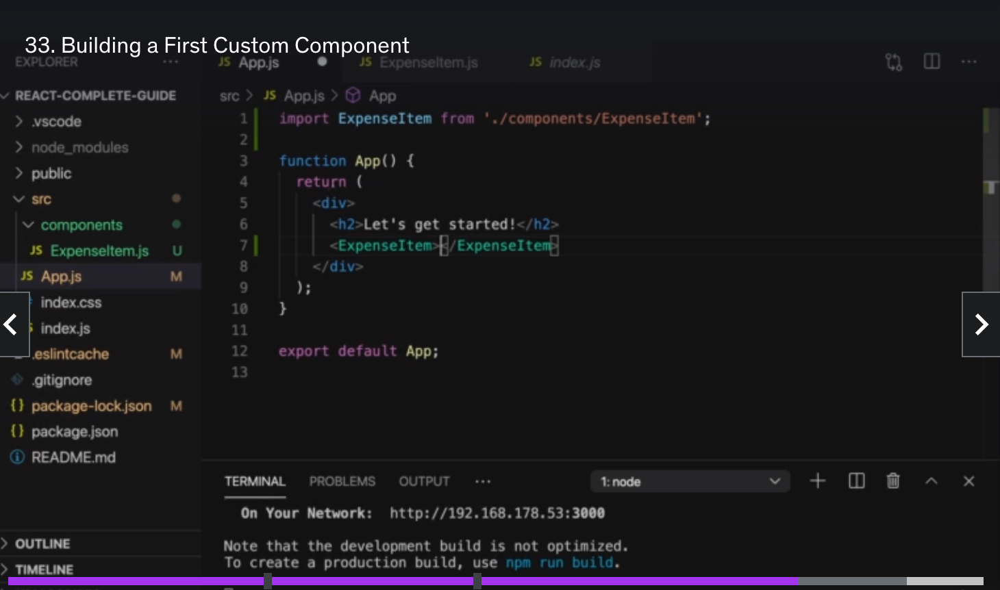 33. Building a First Custom Component
EXPLORER ...
JS App.js ● JS ExpenseItem.js JS index.js ...
REACT-COMPLETE-GUIDE
src > JS App.js > App
.vscode
node_modules
public
src
components
JS ExpenseItem.js U
JS App.js M
index.css
index.js
.eslintcache M
.gitignore
{} package-lock.json M
{} package.json
README.md
OUTLINE
TIMELINE
1 import ExpenseItem from './components/ExpenseItem';
2
3 function App() {
4 return (
5 <div>
6 <h2>Let's get started!</h2>
7 <ExpenseItem></ExpenseItem>
8 </div>
9 );
10 }
11
12 export default App;
13
TERMINAL PROBLEMS OUTPUT ... 1: node
On Your Network: http://192.168.178.53:3000
Note that the development build is not optimized.
To create a production build, use npm run build.